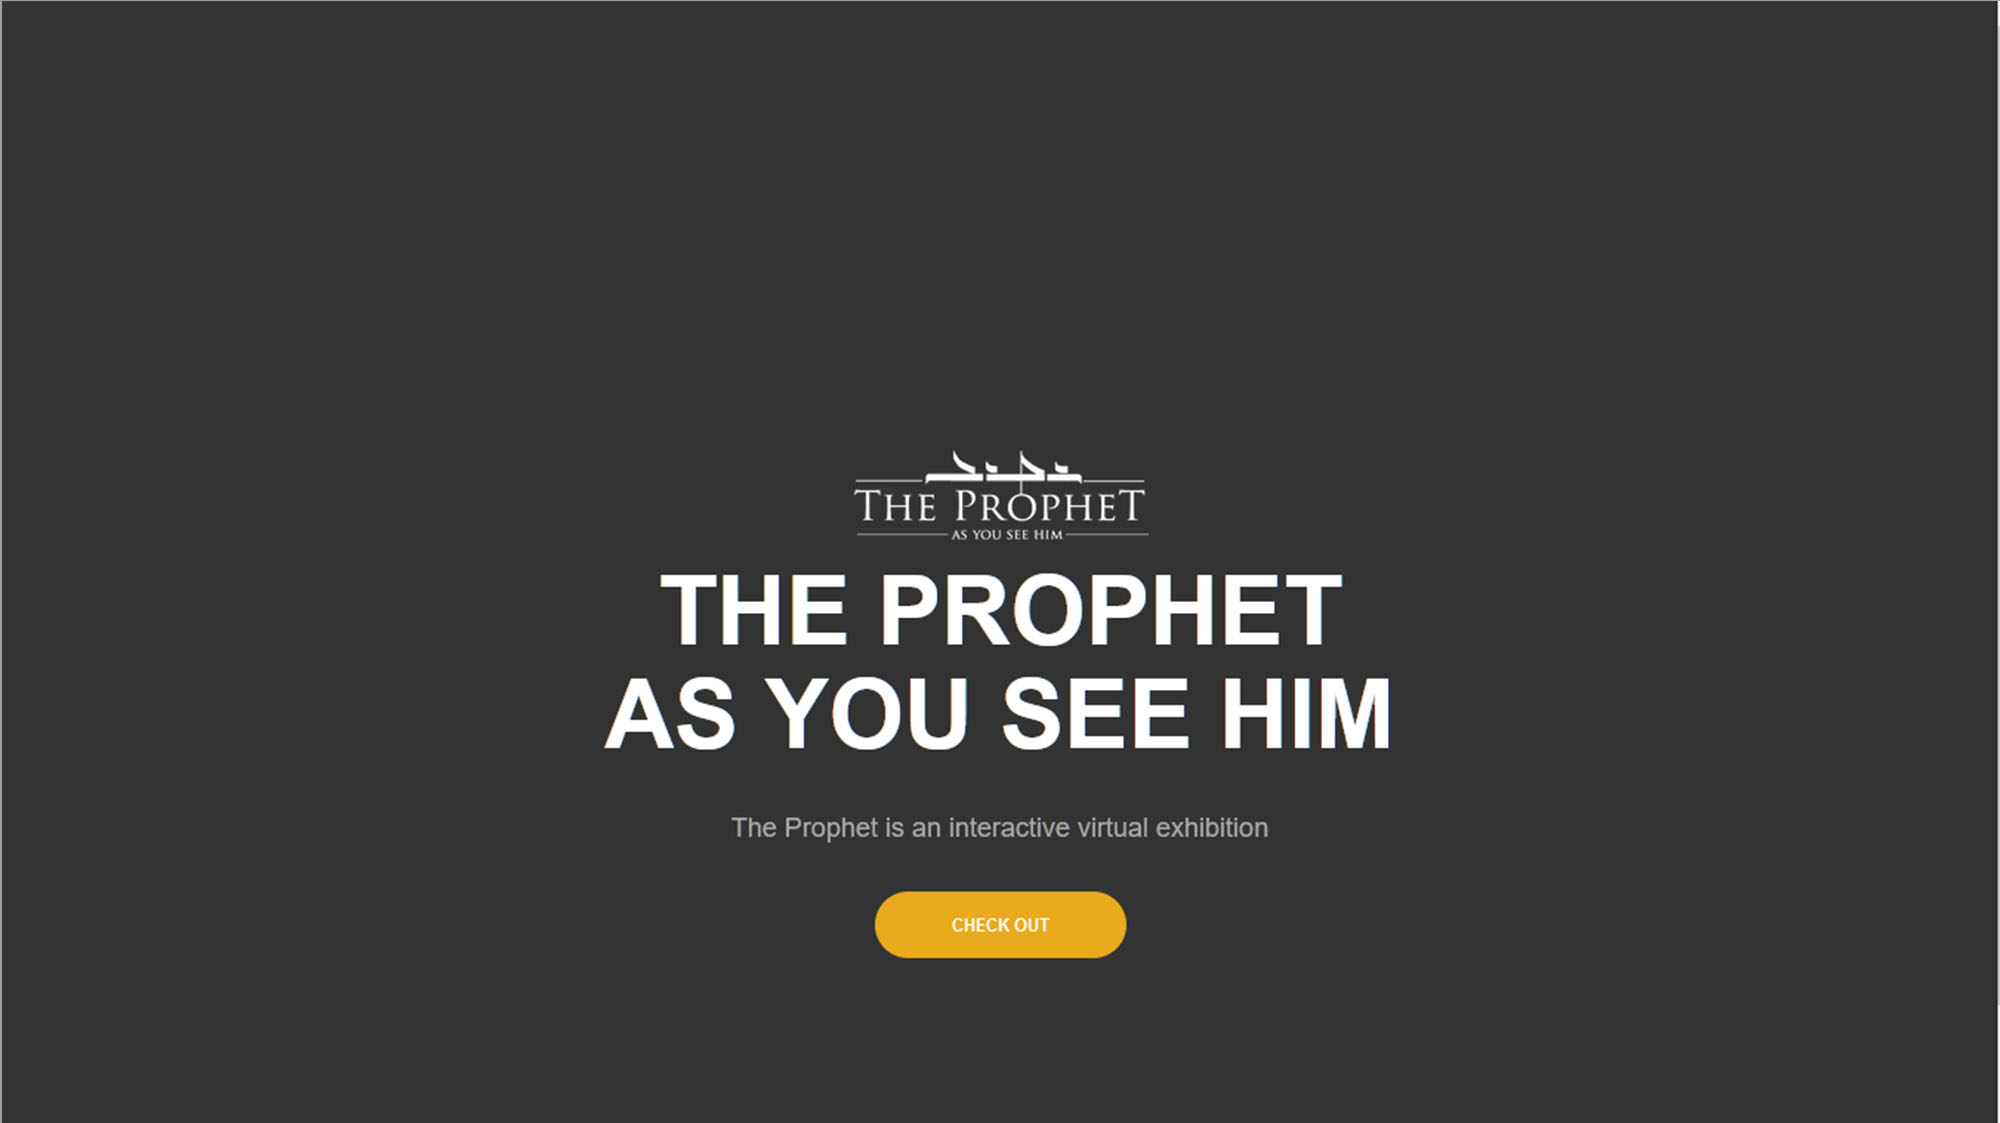 THE PROPHET
AS YOU SEE HIM
THE PROPHET
AS YOU SEE HIM
The Prophet is an interactive virtual exhibition
CHECK OUT